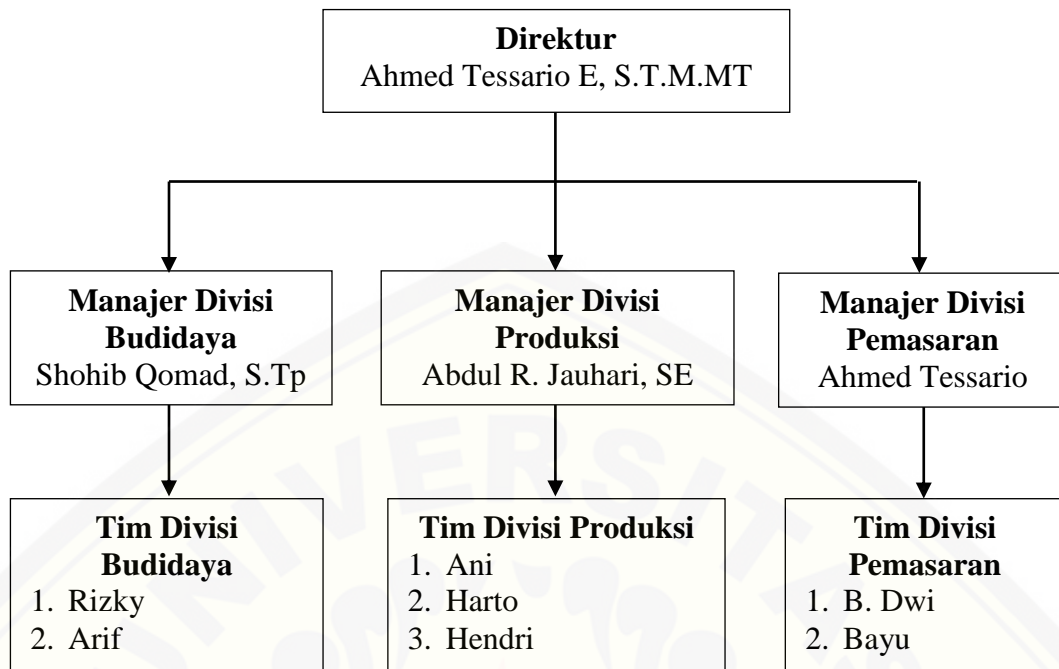 Direktur
Ahmed Tessario E, S.T.M.MT
Manajer Divisi
Budidaya
Shohib Qomad, S.Tp
Manajer Divisi
Produksi
Abdul R. Jauhari, SE
Manajer Divisi
Pemasaran
Ahmed Tessario
Tim Divisi
Budidaya
1. Rizky
2. Arif
Tim Divisi Produksi
1. Ani
2. Harto
3. Hendri
Tim Divisi
Pemasaran
1. B. Dwi
2. Bayu
UNIVERSITA